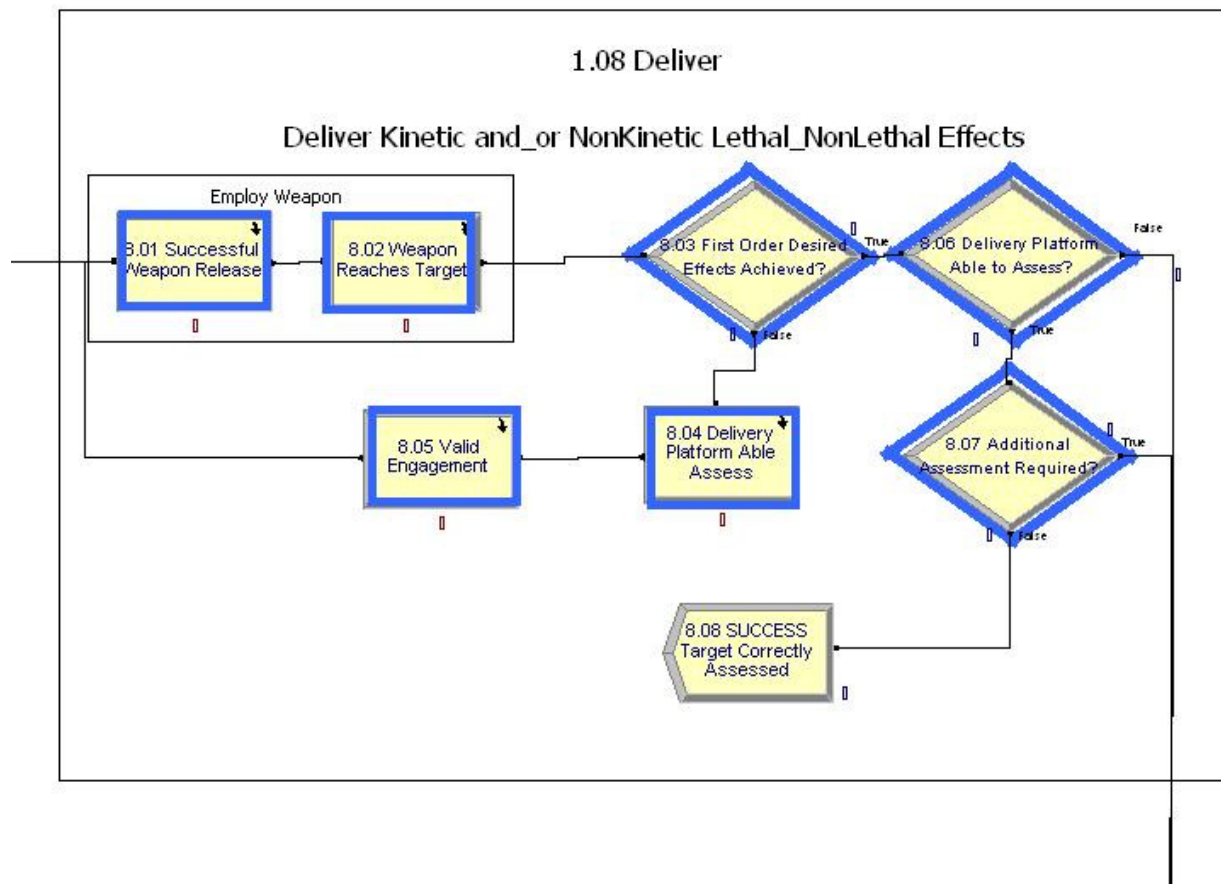 1.08 Deliver
Deliver Kinetic and_or NonKinetic Lethal_NonLethal Effects
Employ Weapon
8.01 Successful
Weapon Release
8.02 Weapon
Reaches Target
8.03 First Order Desired
Effects Achieved?
True
False
8.06 Delivery Platform
Able to Assess?
False
True
8.05 Valid
Engagement
8.04 Delivery
Platform Able
Assess
8.07 Additional
Assessment Required?
True
False
8.08 SUCCESS
Target Correctly
Assessed